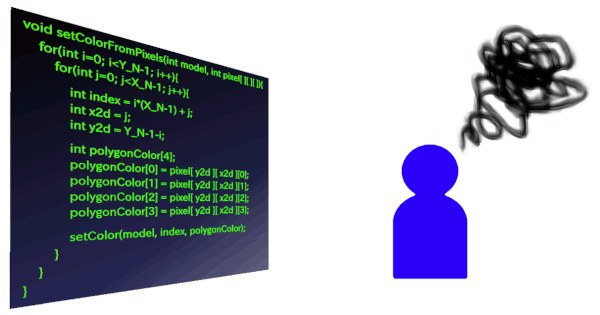 void setColorFromPixels(int model, int pixel[ ][ ][ ]){
for(int i=0; i<Y_N-1; i++){
for(int j=0; j<X_N-1; j++){
int index = i*(X_N-1) + j;
int x2d = j;
int y2d = Y_N-1-i;
int polygonColor[4];
polygonColor[0] = pixel[ y2d ][ x2d ][0];
polygonColor[1] = pixel[ y2d ][ x2d ][1];
polygonColor[2] = pixel[ y2d ][ x2d ][2];
polygonColor[3] = pixel[ y2d ][ x2d ][3];
setColor(model, index, polygonColor);
}
}
}